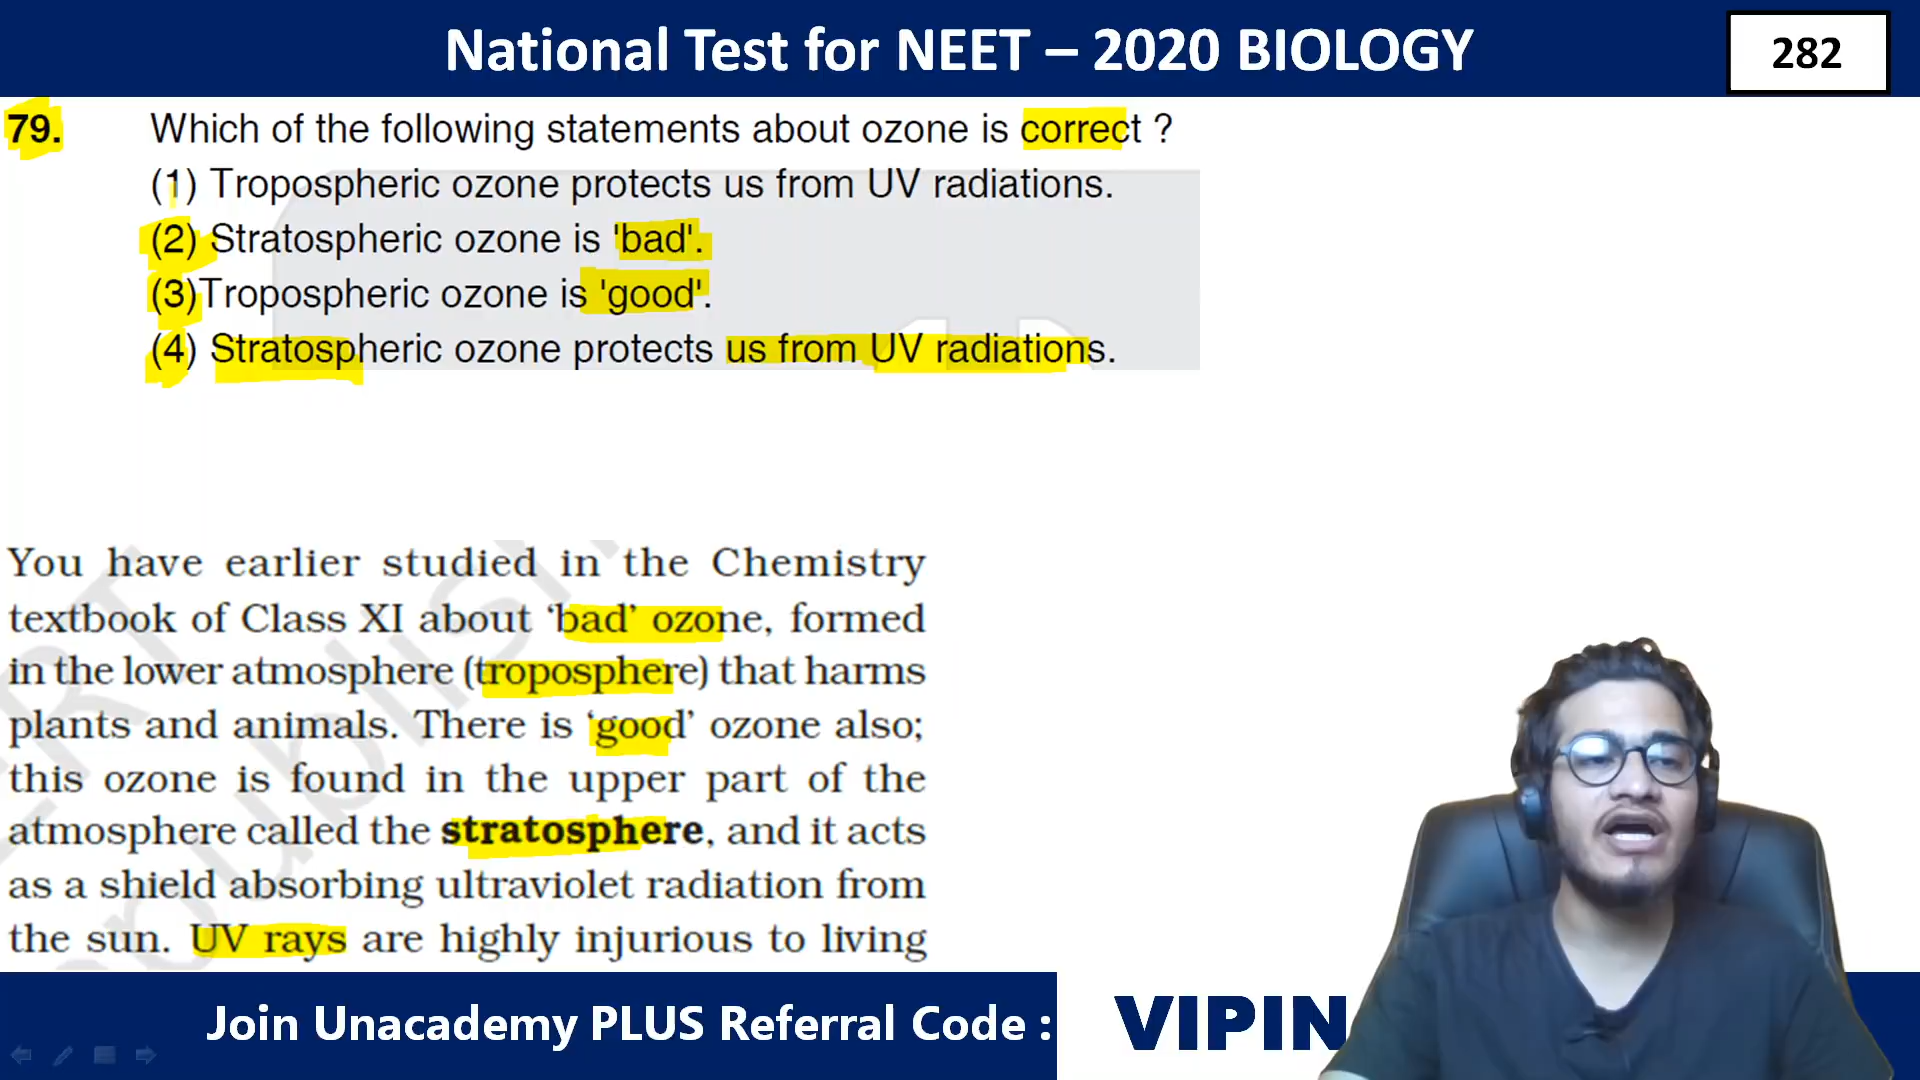 National Test for NEET – 2020 BIOLOGY
282
79. Which of the following statements about ozone is correct ?
(1) Tropospheric ozone protects us from UV radiations.
(2) Stratospheric ozone is 'bad'.
(3)Tropospheric ozone is 'good'.
(4) Stratospheric ozone protects us from UV radiations.
You have earlier studied in the Chemistry
textbook of Class XI about ‘bad’ ozone, formed
in the lower atmosphere (troposphere) that harms
plants and animals. There is ‘good’ ozone also;
this ozone is found in the upper part of the
atmosphere called the stratosphere, and it acts
as a shield absorbing ultraviolet radiation from
the sun. UV rays are highly injurious to living
Join Unacademy PLUS Referral Code :
VIPIN